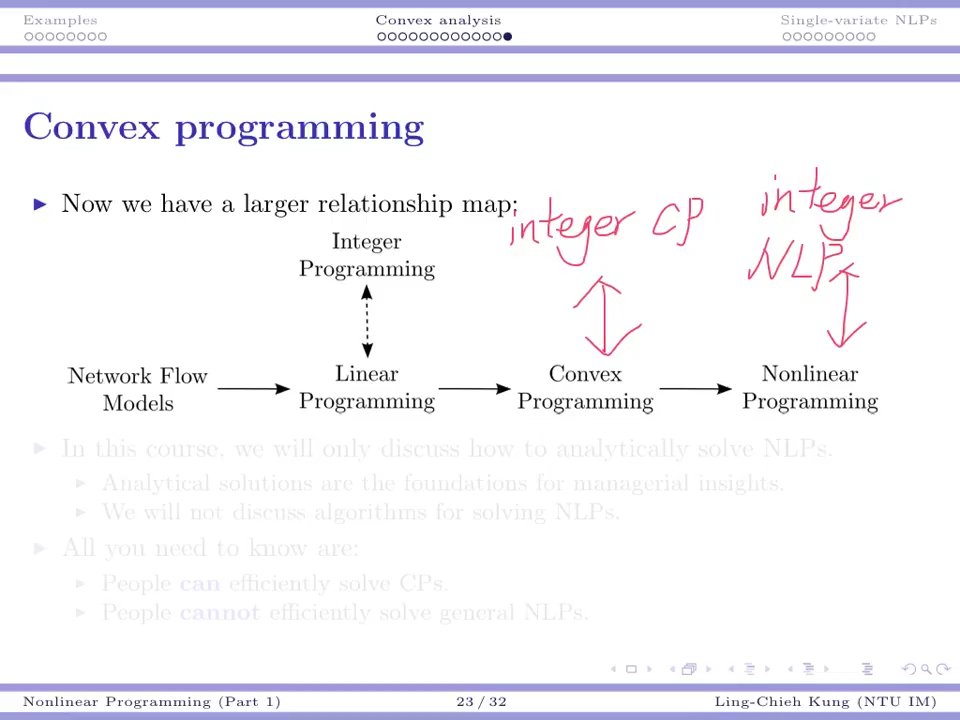 Examples Convex analysis Single-variate NLPs
Convex programming
Now we have a larger relationship map:
integer CP
integer
NLP
Integer
Programming
Network Flow
Models
Linear
Programming
Convex
Programming
Nonlinear
Programming
In this course, we will only discuss how to analytically solve NLPs.
Analytical solutions are the foundations for managerial insights.
We will not discuss algorithms for solving NLPs.
All you need to know are:
People can efficiently solve CPs.
People cannot efficiently solve general NLPs.
Nonlinear Programming (Part 1) 23 / 32 Ling-Chieh Kung (NTU IM)